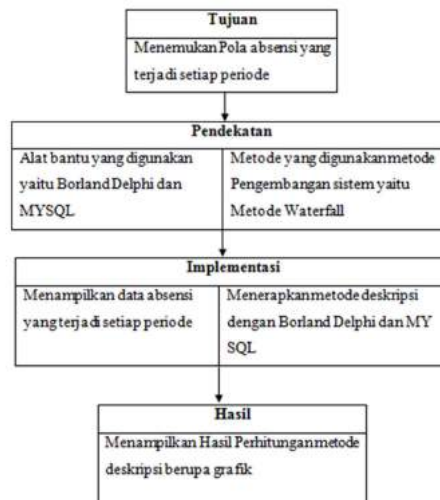 Tujuan
Menemukan Pola absensi yang
terjadi setiap periode
Pendekatan
Alat bantu yang digunakan
yaitu Borland Delphi dan
MYSQL
Metode yang digunakan metode
Pengembangan sistem yaitu
Metode Waterfall
Implementasi
Menampilkan data absensi
yang terjadi setiap periode
Menerapkan metode deskripsi
dengan Borland Delphi dan MY
SQL
Hasil
Menampilkan Hasil Perhitungan metode
deskripsi berupa grafik